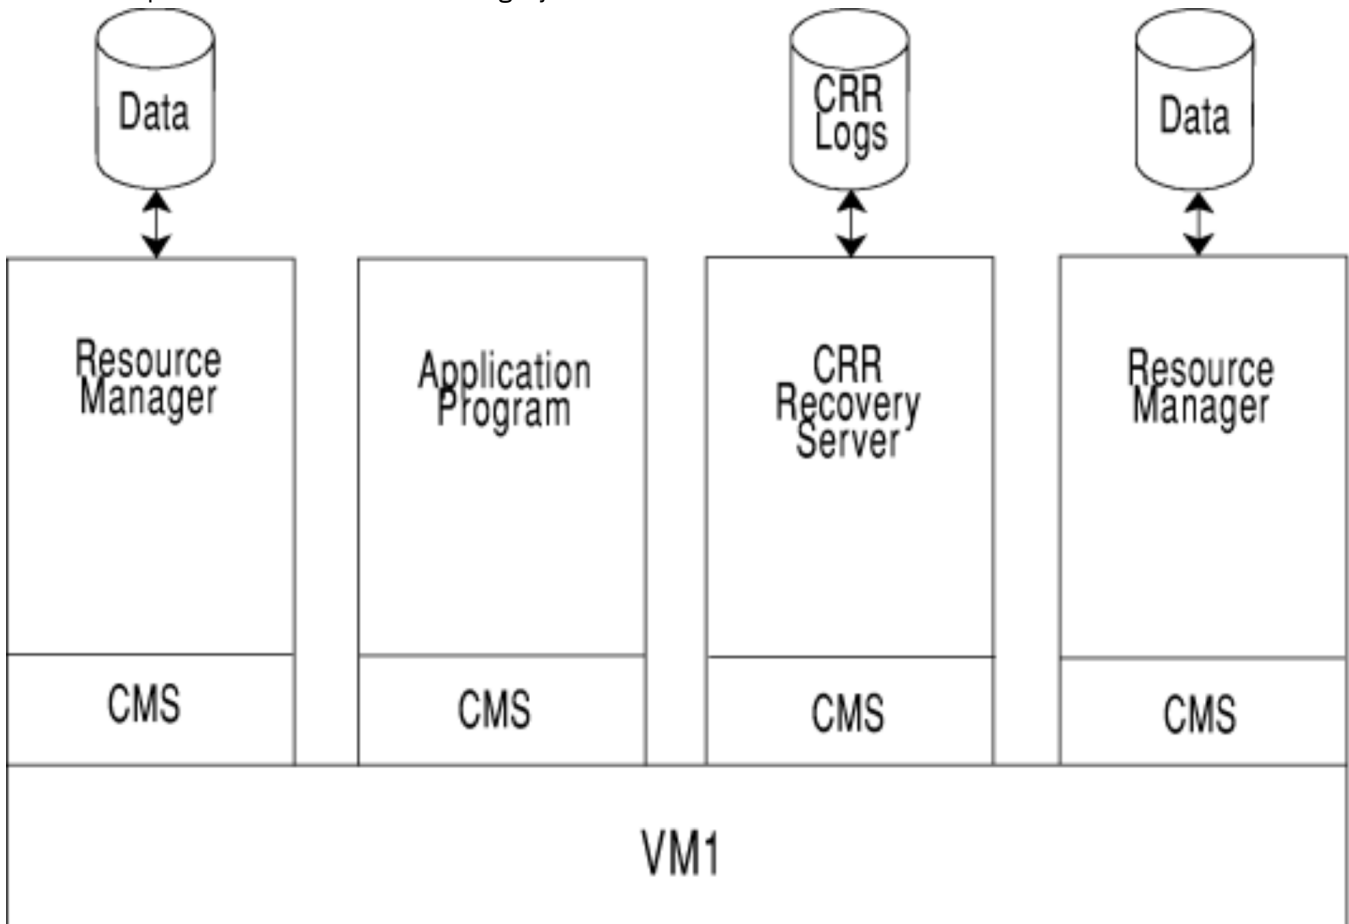 Data
CRR
Logs
Data
Resource
Manager
Application
Program
CRR
Recovery
Server
Resource
Manager
CMS
CMS
CMS
CMS
VM1